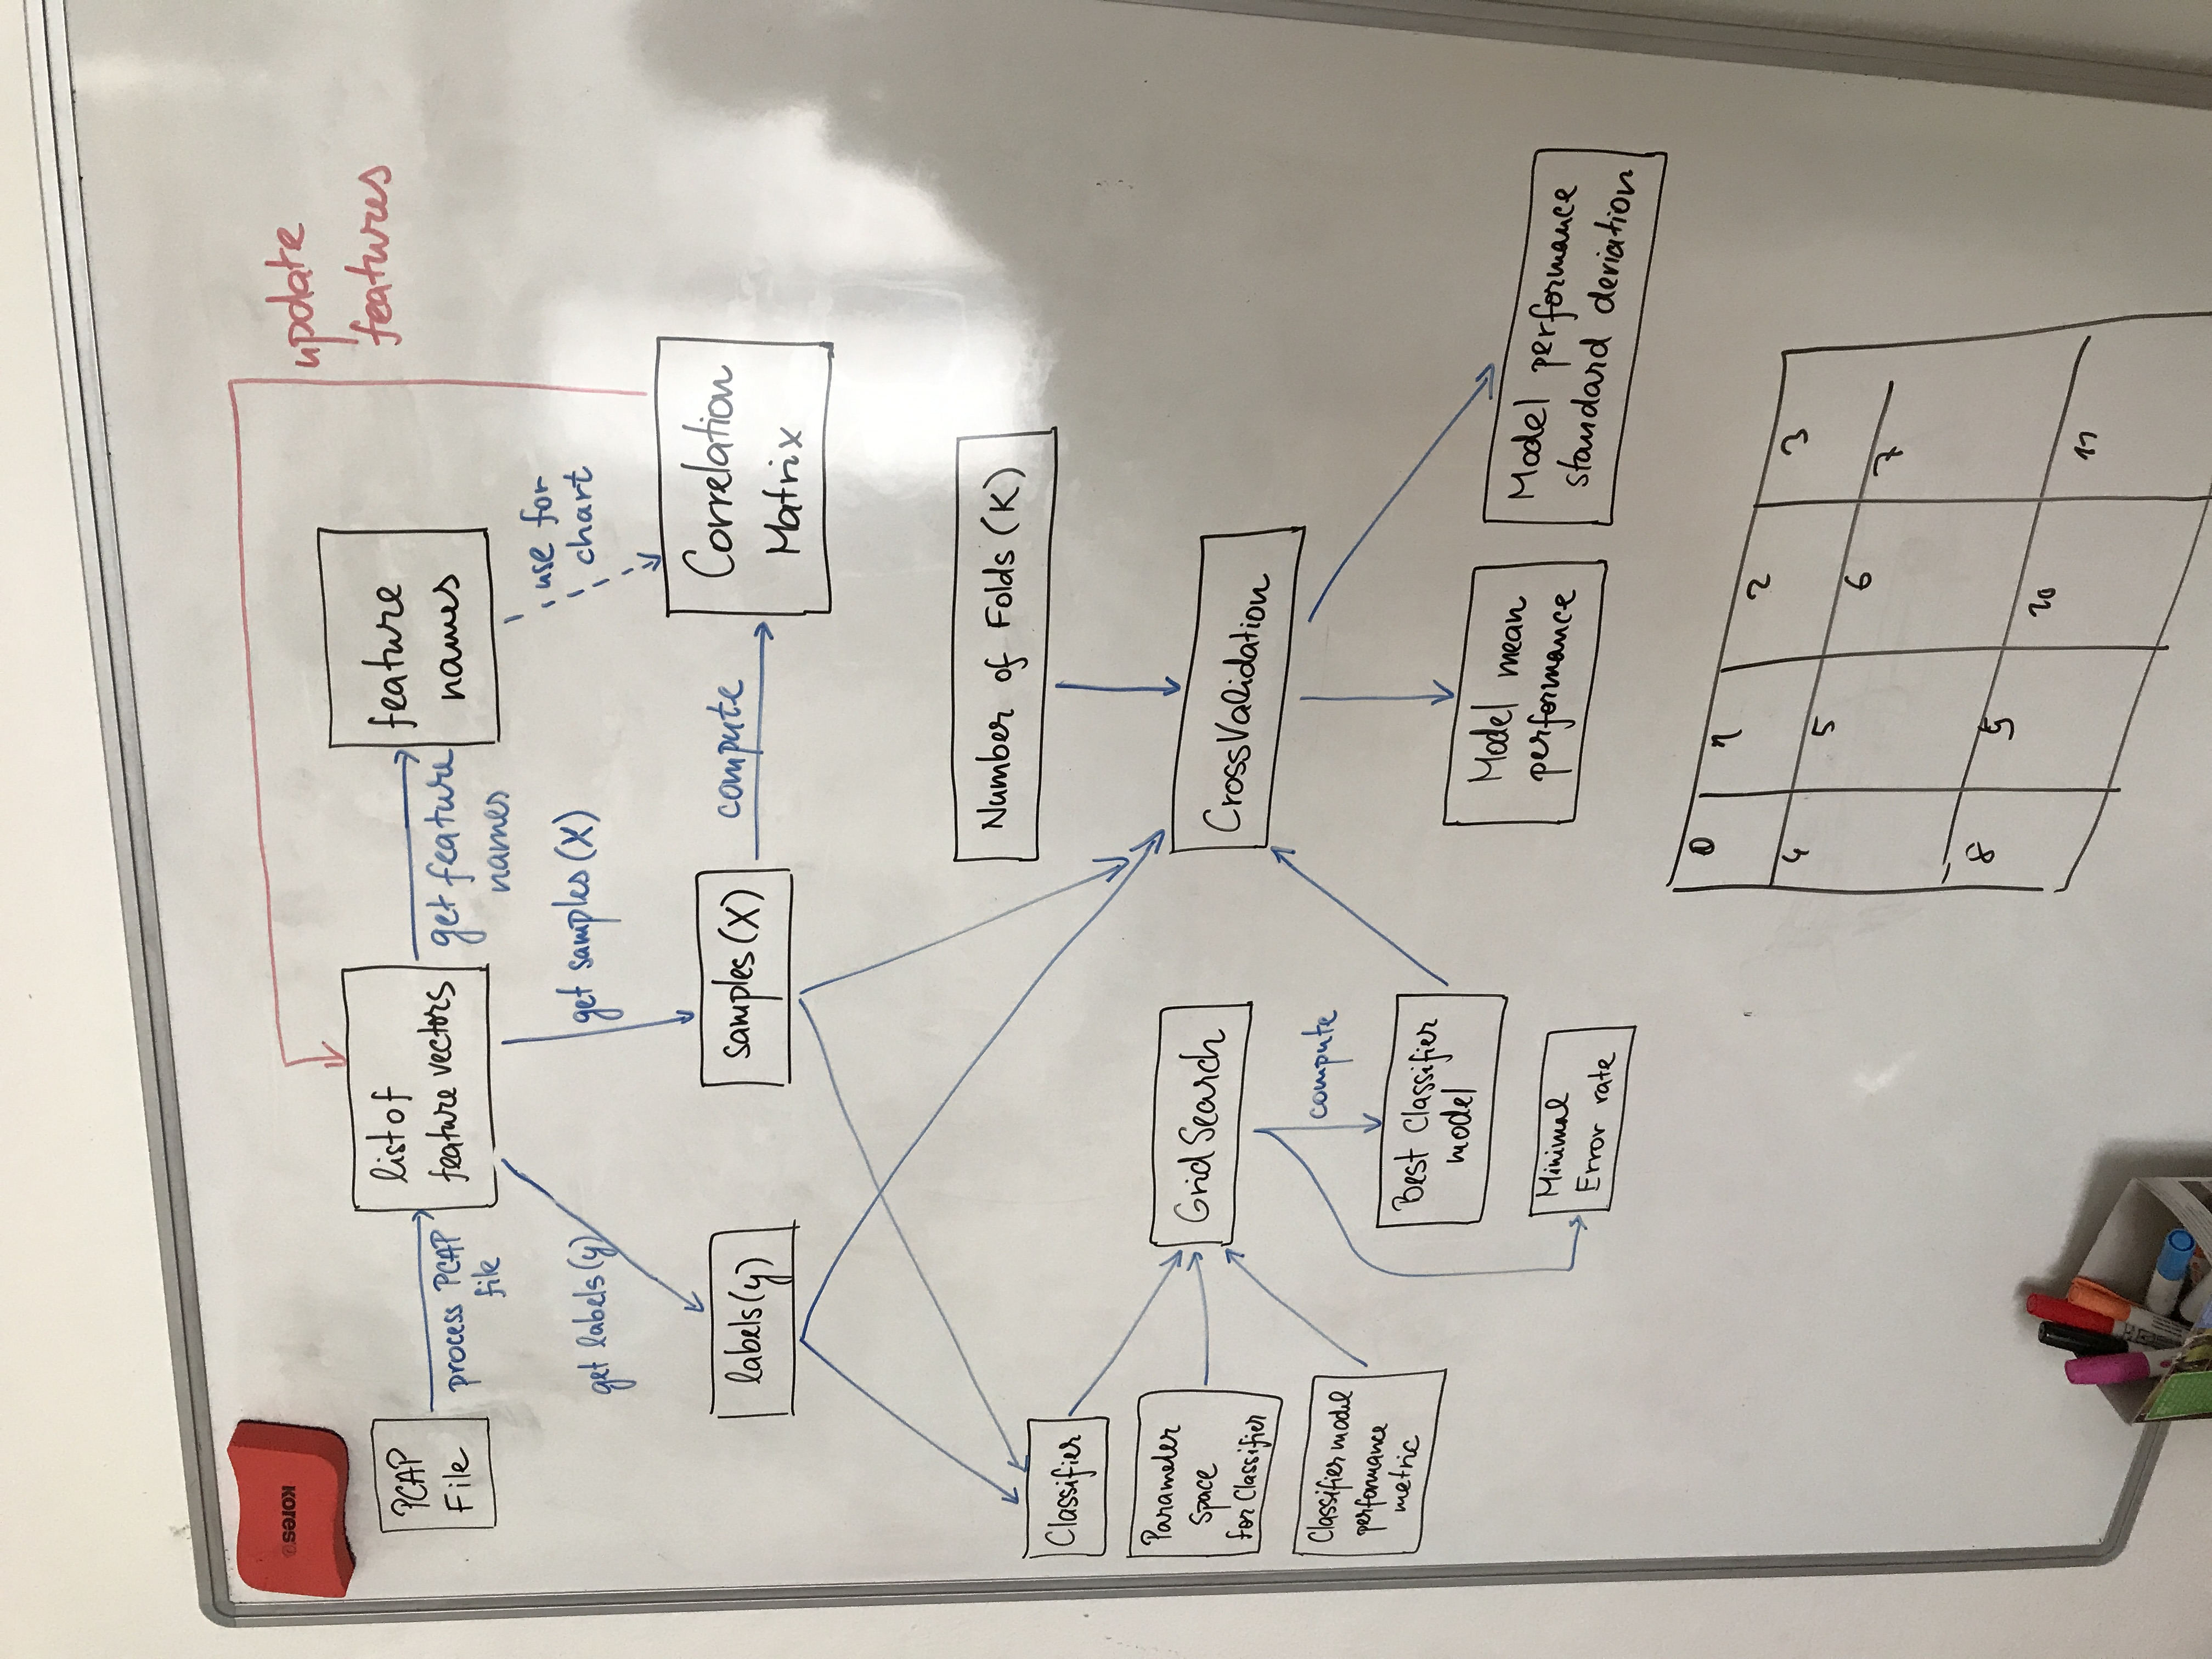 Kores
update
features
PCAP
File
process PCAP
file
list of
feature vectors
get feature
names
feature
names
use for
chart
get labels(y)
get samples (X)
labels(y)
samples (X)
compute
Correlation
Matrix
Number of Folds (K)
Classifier
Parameter
Space
for Classifier
Classifier model
performance
metric
Grid Search
compute
CrossValidation
Best Classifier
model
Minimal
Error rate
Model mean
performance
Model performance
standard deviation
0 1 2 3
4 5 6 7
8 9 10 11